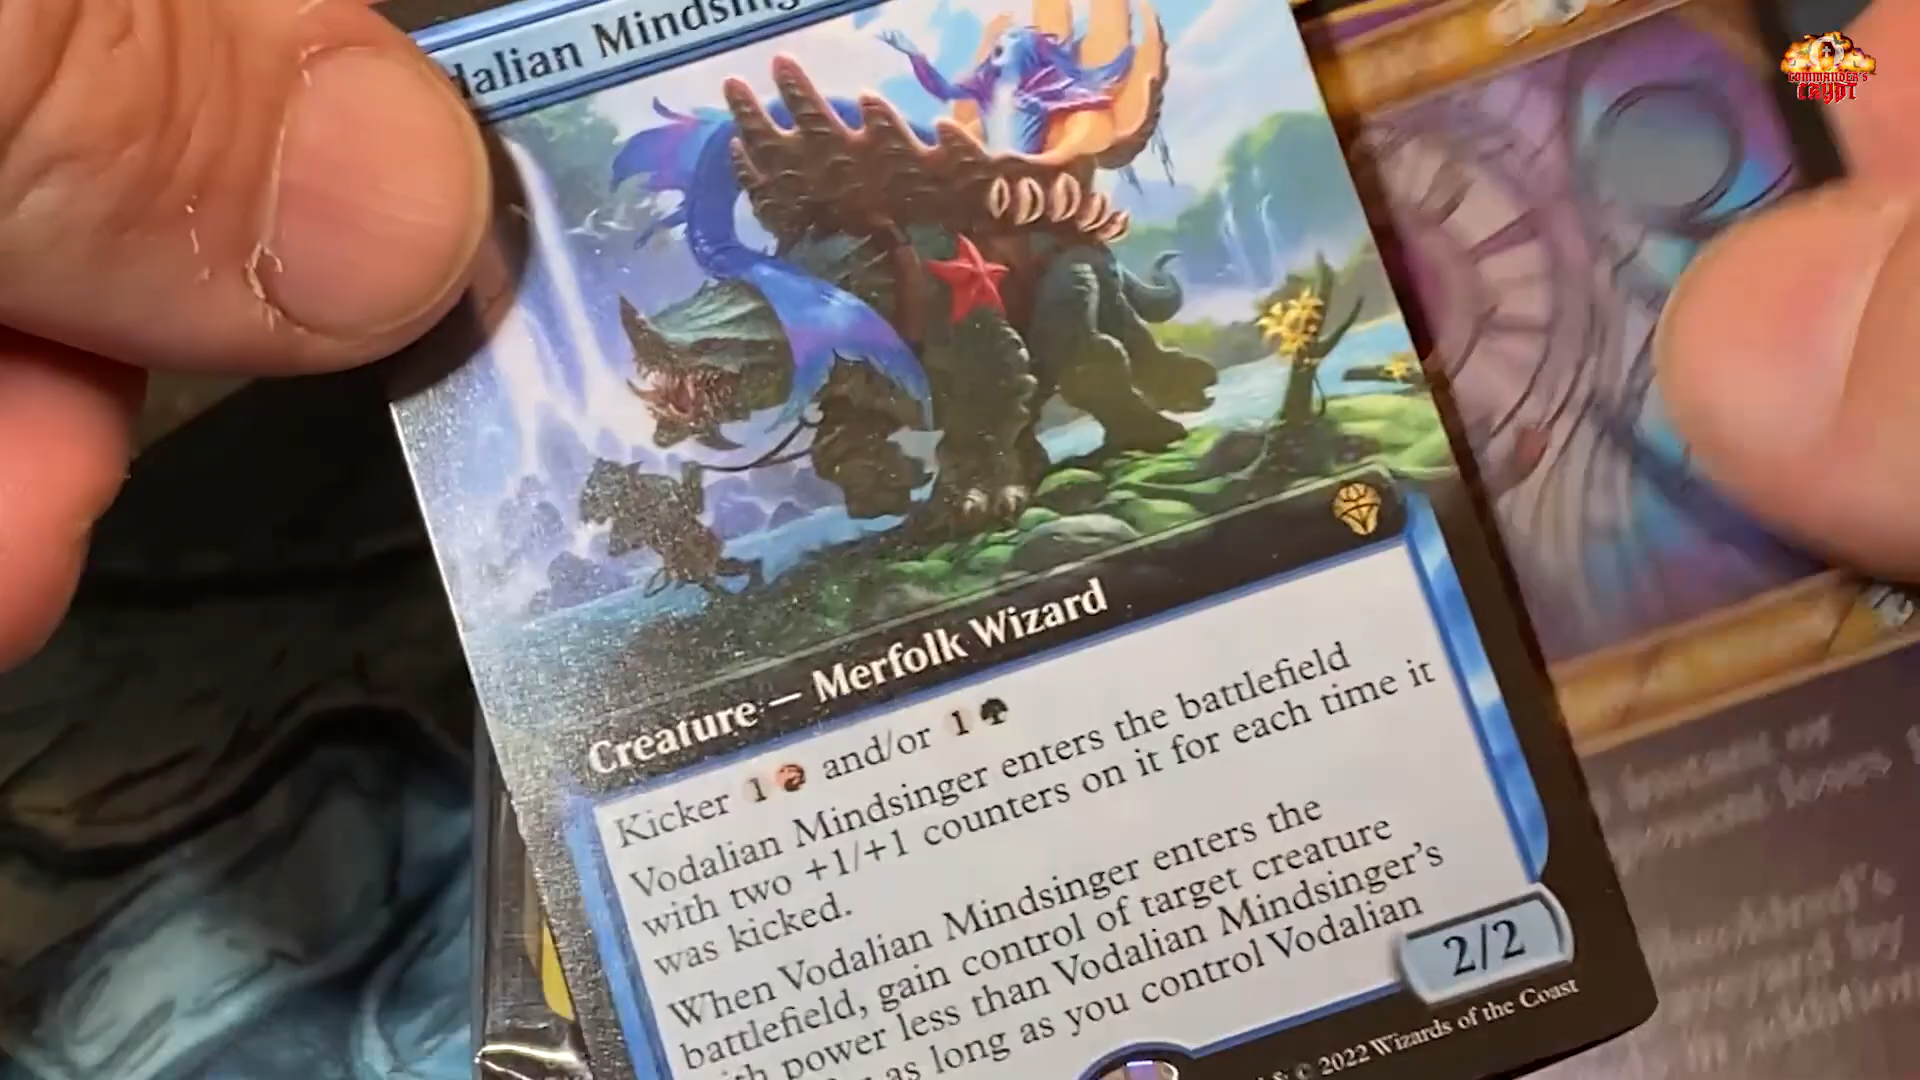 dalian Mindsing
COMMANDER'S
CRYPT
Creature — Merfolk Wizard
Kicker 1 and/or 1
Vodalian Mindsinger enters the battlefield
with two +1/+1 counters on it for each time it
was kicked.
When Vodalian Mindsinger enters the
battlefield, gain control of target creature
with power less than Vodalian Mindsinger's
as long as you control Vodalian
2/2
& © 2022 Wizards of the Coast